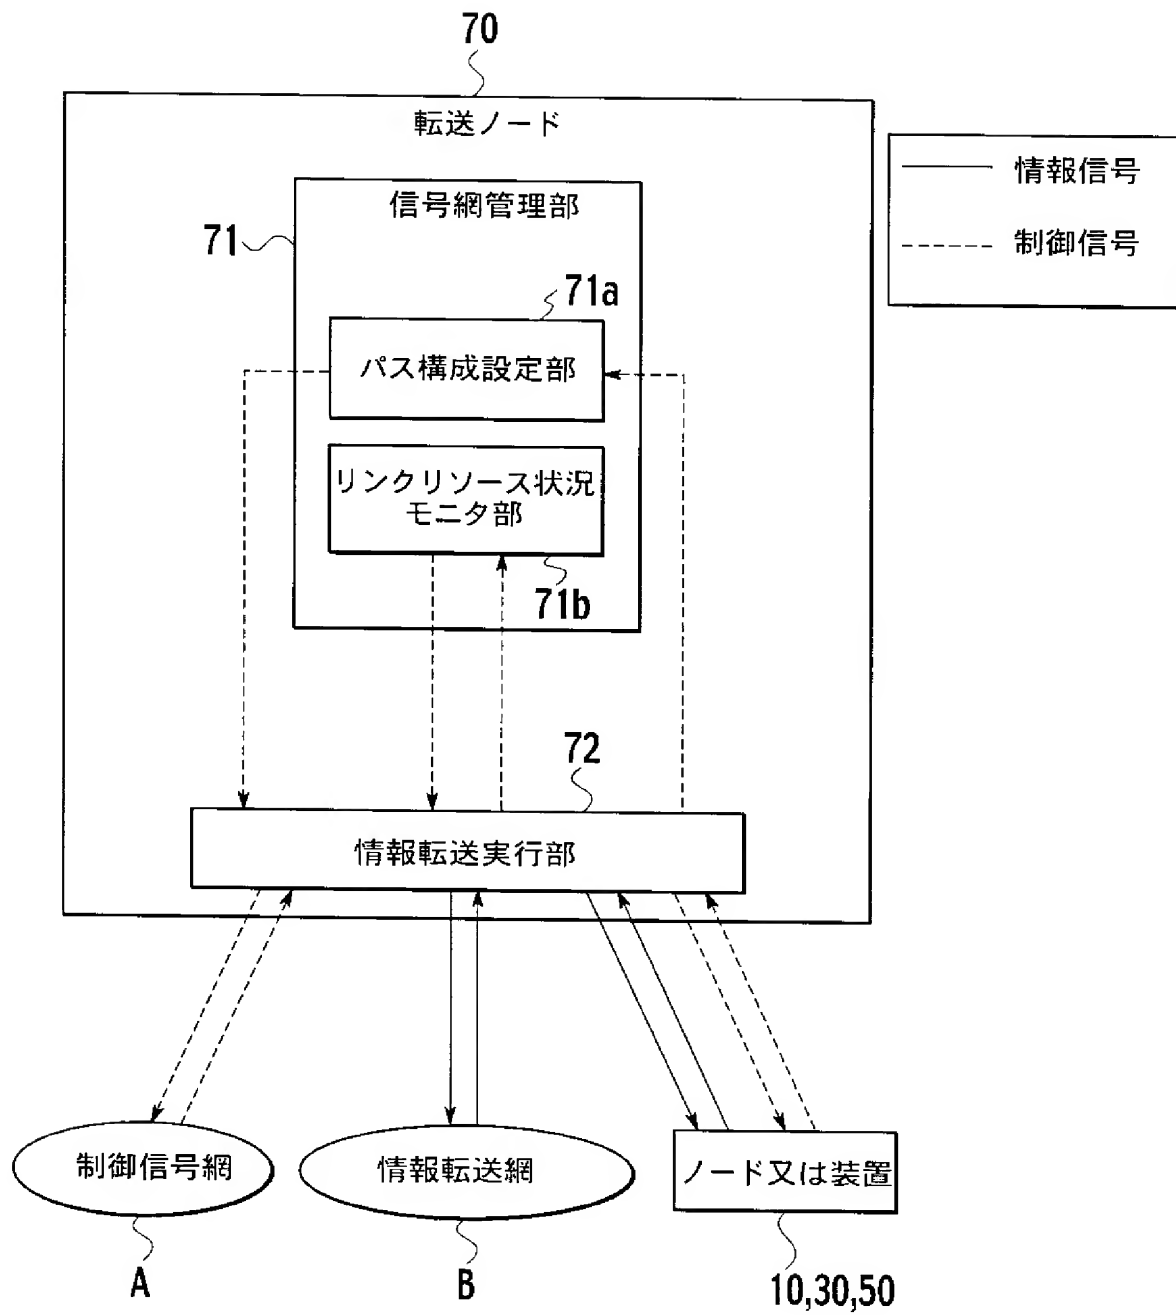 70
転送ノード
情報信号
制御信号
信号網管理部
71
71a
パス構成設定部
リンクリソース状況
モニタ部
71b
72
情報転送実行部
制御信号網
情報転送網
ノード又は装置
A
B
10,30,50